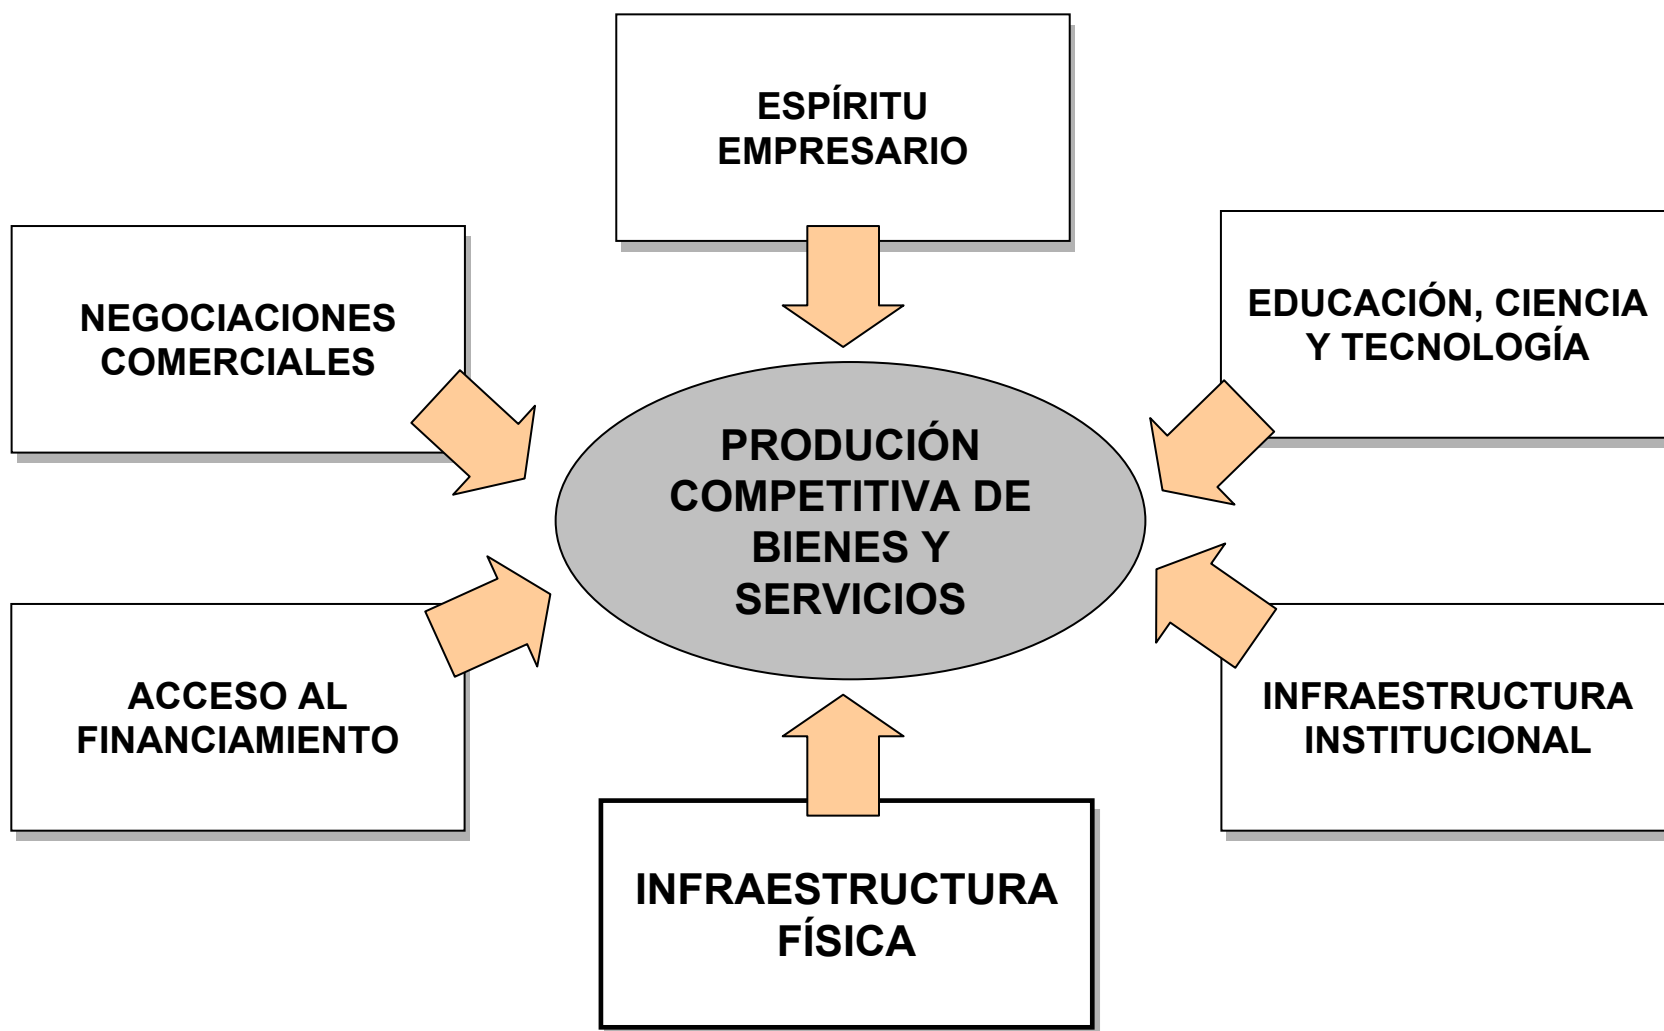 ESPÍRITU
EMPRESARIO
NEGOCIACIONES
COMERCIALES
EDUCACIÓN, CIENCIA
Y TECNOLOGÍA
PRODUCIÓN
COMPETITIVA DE
BIENES Y
SERVICIOS
ACCESO AL
FINANCIAMIENTO
INFRAESTRUCTURA
INSTITUCIONAL
INFRAESTRUCTURA
FÍSICA